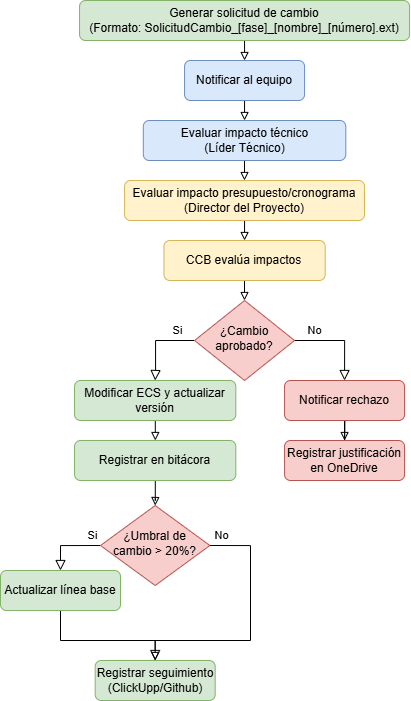 Generar solicitud de cambio
(Formato: SolicitudCambio_[fase]_[nombre]_[número].ext)
Notificar al equipo
Evaluar impacto técnico
(Líder Técnico)
Evaluar impacto presupuesto/cronograma
(Director del Proyecto)
CCB evalúa impactos
¿Cambio
aprobado?
Si
No
Modificar ECS y actualizar
versión
Notificar rechazo
Registrar en bitácora
Registrar justificación
en OneDrive
¿Umbral de
cambio > 20%?
Si
No
Actualizar línea base
Registrar seguimiento
(ClickUpp/Github)